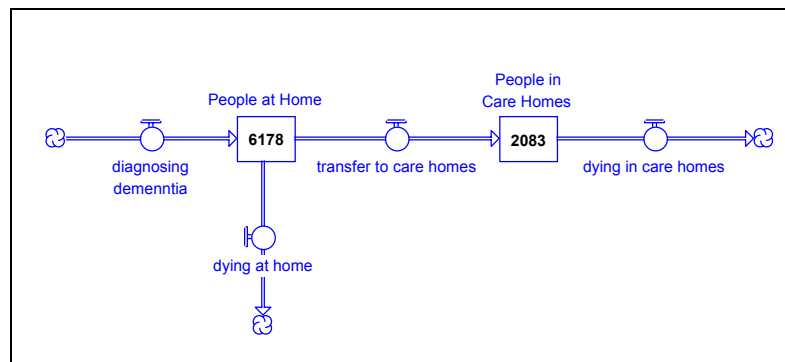 People at Home
People in
Care Homes
6178
2083
diagnosing
demenntia
transfer to care homes
dying in care homes
dying at home